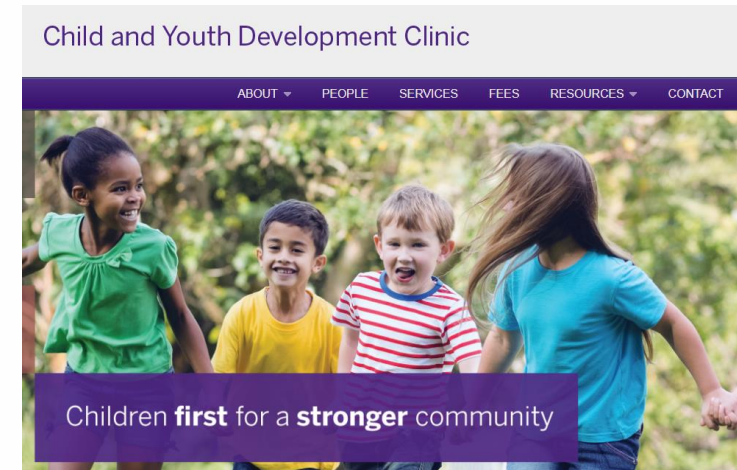 Child and Youth Development Clinic
ABOUT PEOPLE SERVICES FEES RESOURCES CONTACT
Children first for a stronger community